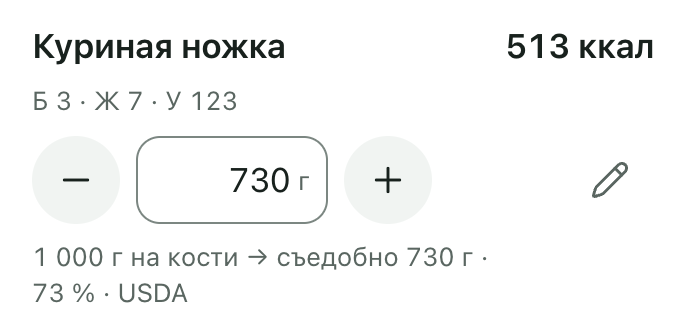 Куриная ножка 513 ккал
Б 3 · Ж 7 · У 123
− 730 г +
1 000 г на кости → съедобно 730 г ·
73 % · USDA